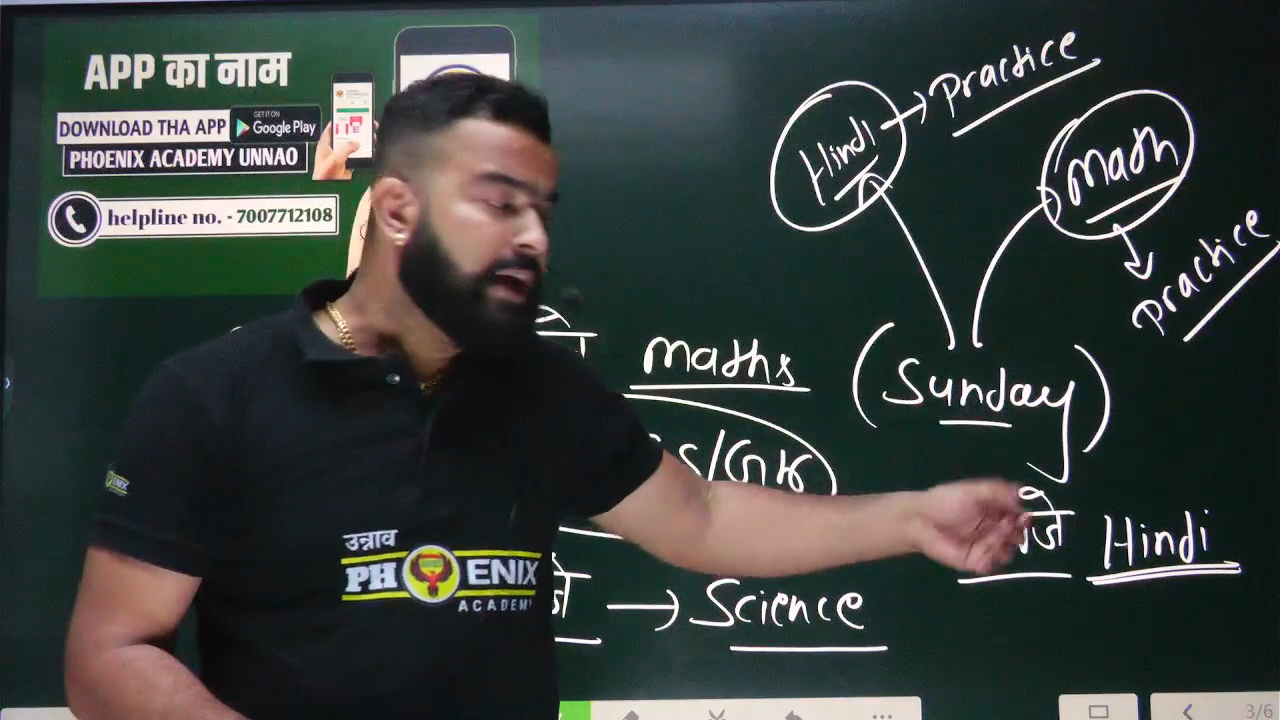 APP का नाम
DOWNLOAD THA APP
GET IT ON
Google Play
PHOENIX ACADEMY UNNAO
helpline no. - 7007712108
Hindi → Practice
Math
Practice
Maths
(Sunday)
Hindi
→ Science
उन्नाव
PHOENIX
ACADEMY
3/6